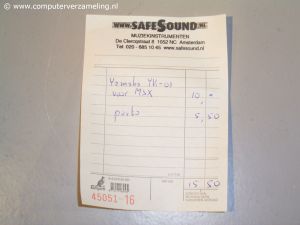 © www.computerverzameling.nl
www.SAFESOUND.NL
MUZIEKINSTRUMENTEN
De Clercqstraat 8 1052 NC Amsterdam
Tel: 020 - 685 10 45 www.safesound.nl
Yamaha YK-01
voor MSX 10,=
porto 5,50
15,50
45051-16